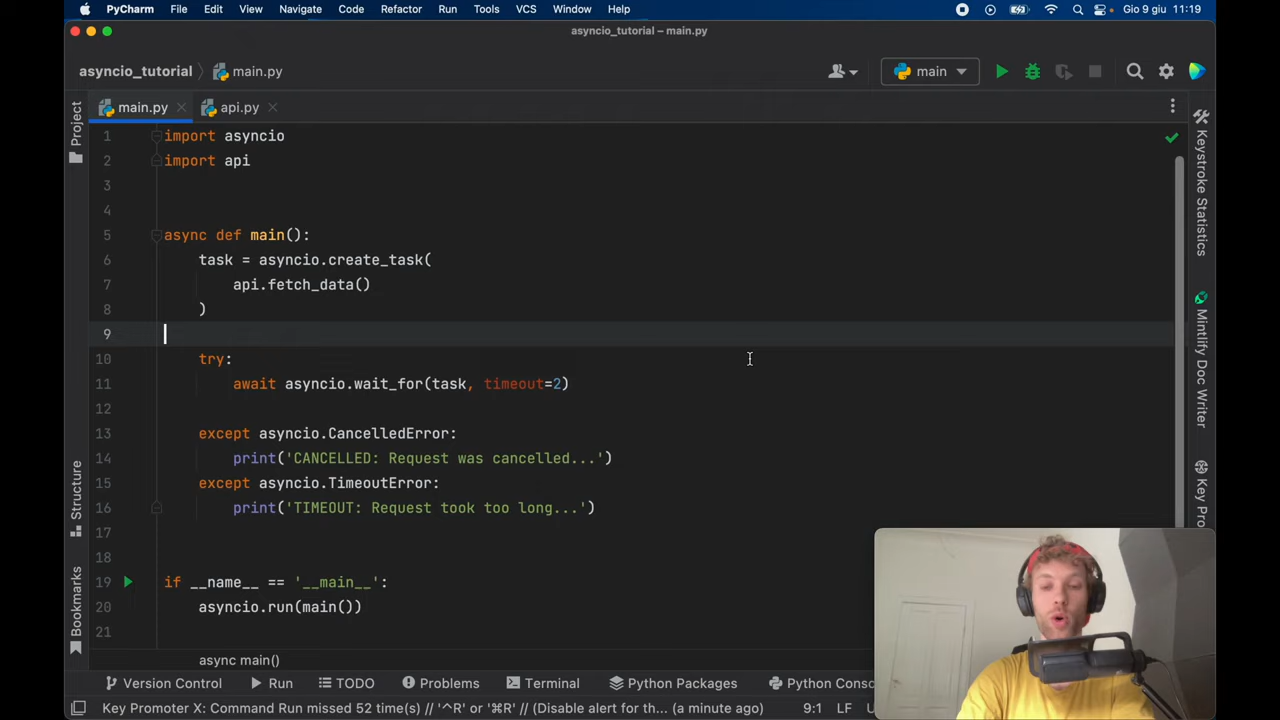 PyCharm File Edit View Navigate Code Refactor Run Tools VCS Window Help Gio 9 giu 11:19
asyncio_tutorial – main.py
asyncio_tutorial main.py main
main.py api.py
Project
Structure
Bookmarks
1 import asyncio
2 import api
3
4
5 async def main():
6 task = asyncio.create_task(
7 api.fetch_data()
8 )
9
10 try:
11 await asyncio.wait_for(task, timeout=2)
12
13 except asyncio.CancelledError:
14 print('CANCELLED: Request was cancelled...')
15 except asyncio.TimeoutError:
16 print('TIMEOUT: Request took too long...')
17
18
19 if __name__ == '__main__':
20 asyncio.run(main())
21
Keystroke Statistics
Mintlify Doc Writer
Key Pro
async main()
Version Control Run TODO Problems Terminal Python Packages Python Conso
Key Promoter X: Command Run missed 52 time(s) // '^R' or '⌘R' // (Disable alert for th... (a minute ago) 9:1 LF